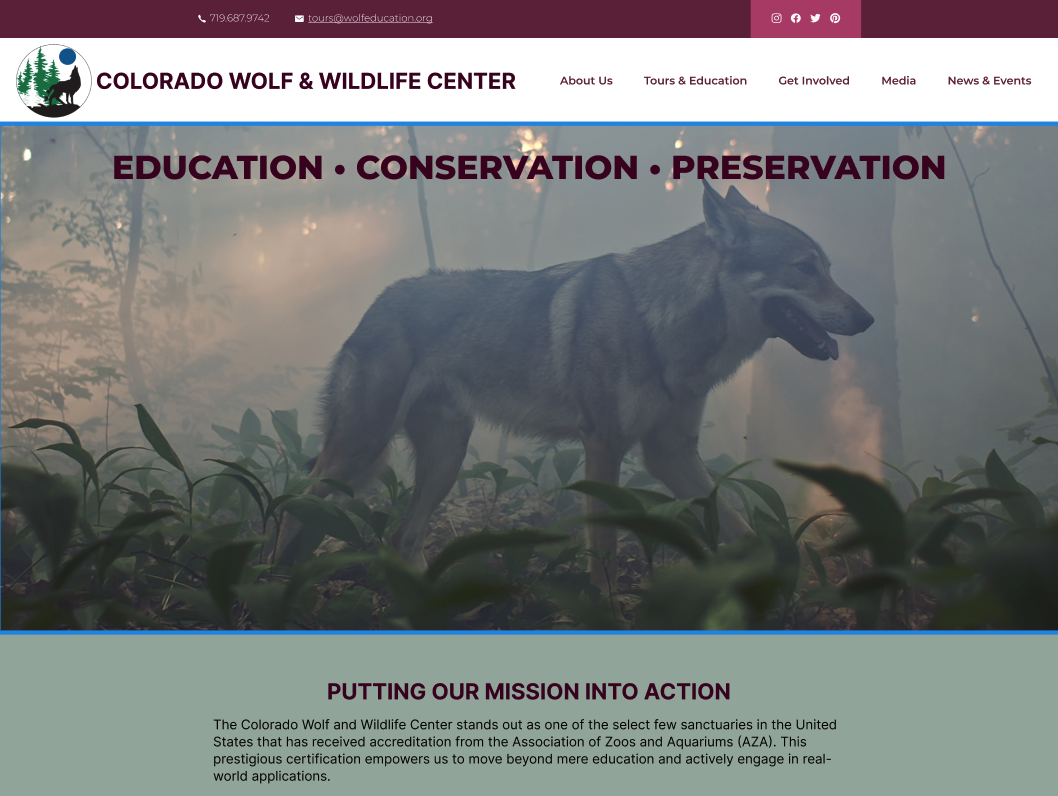 719.687.9742 tours@wolfeducation.org
COLORADO WOLF & WILDLIFE CENTER
About Us Tours & Education Get Involved Media News & Events
EDUCATION • CONSERVATION • PRESERVATION
PUTTING OUR MISSION INTO ACTION
The Colorado Wolf and Wildlife Center stands out as one of the select few sanctuaries in the United
States that has received accreditation from the Association of Zoos and Aquariums (AZA). This
prestigious certification empowers us to move beyond mere education and actively engage in real-
world applications.